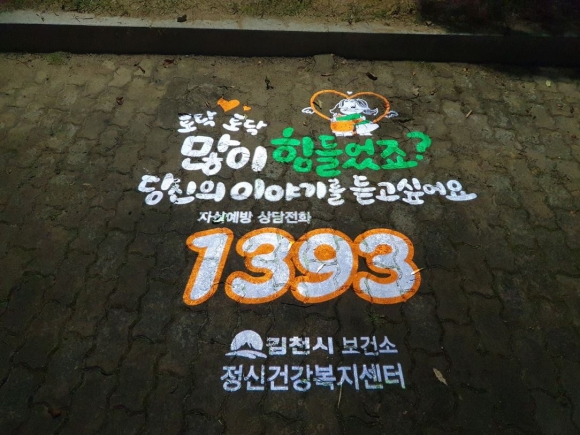 토닥 토닥
많이 힘들었죠?
당신의 이야기를 듣고싶어요
자살예방 상담전화
1393
김천시 보건소
정신건강복지센터